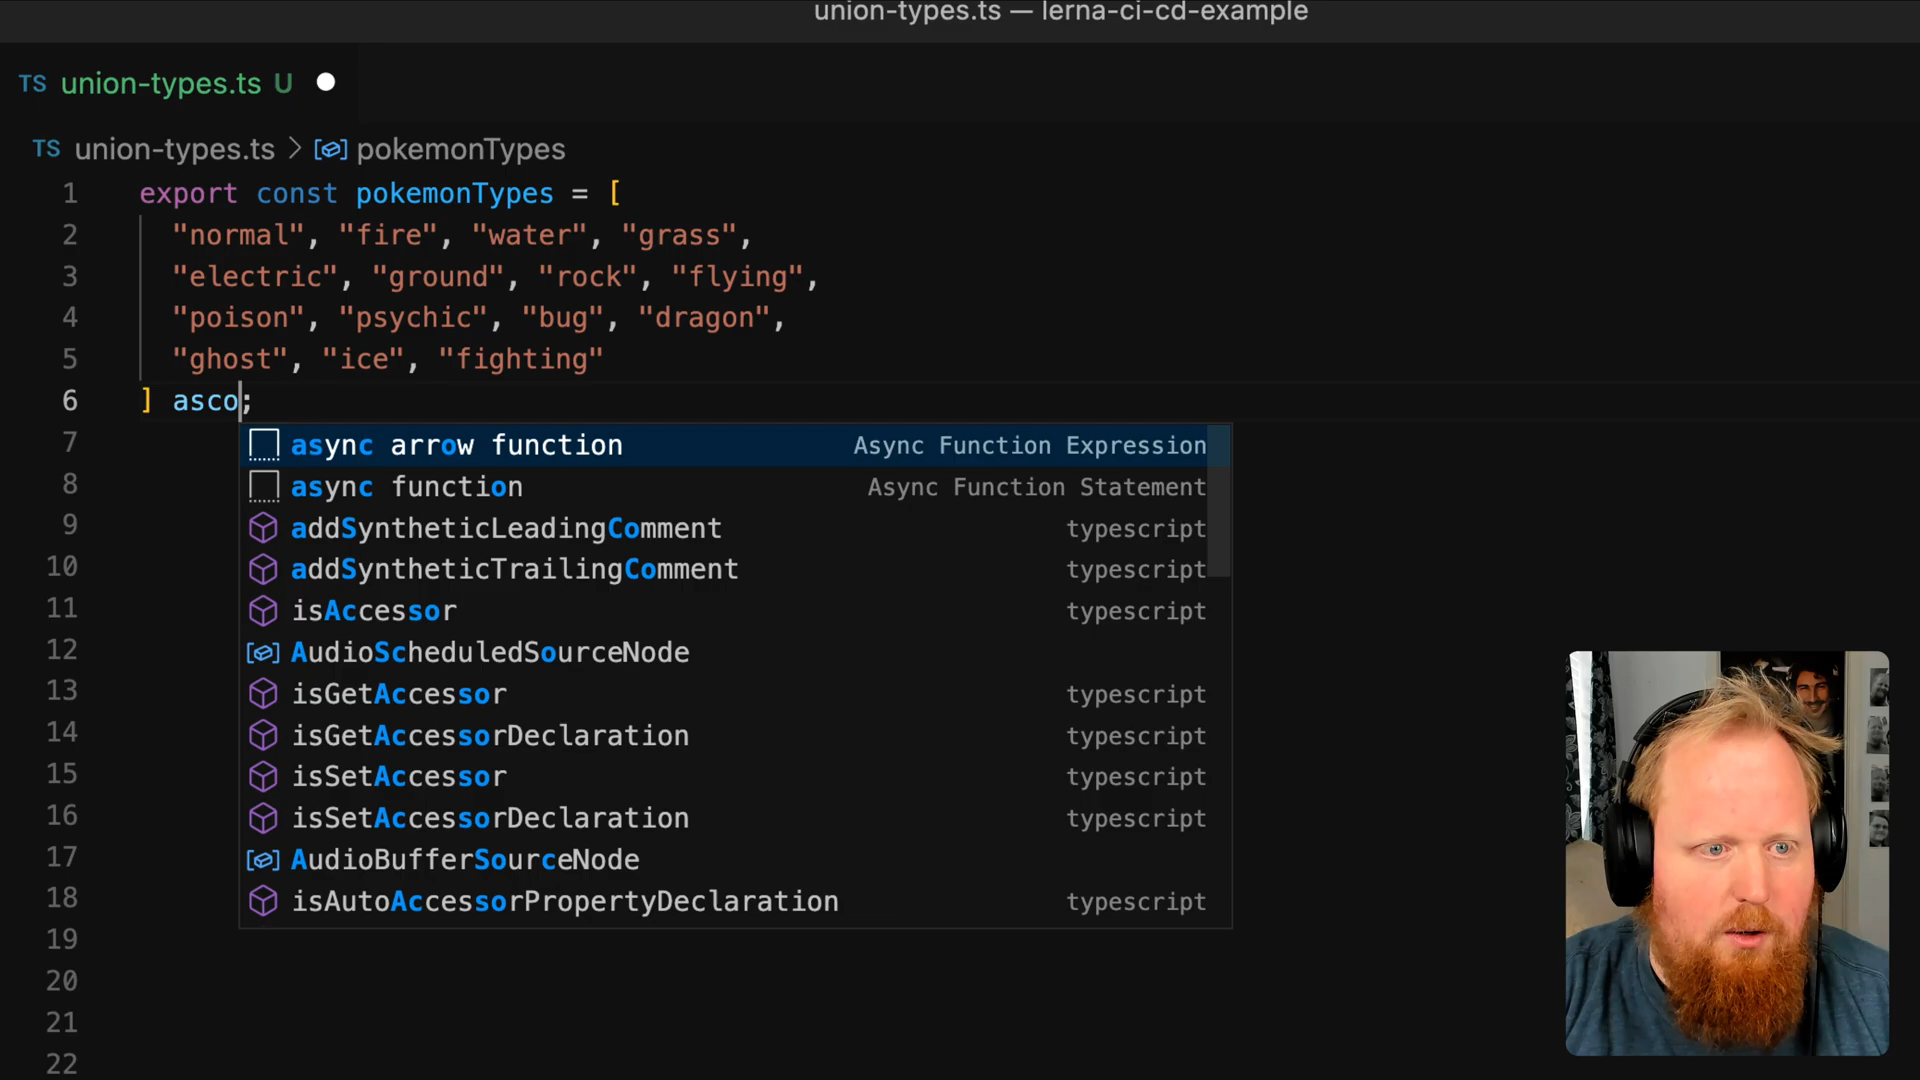 union-types.ts — lerna-ci-cd-example
TS union-types.ts U
TS union-types.ts > pokemonTypes
1 export const pokemonTypes = [
2 "normal", "fire", "water", "grass",
3 "electric", "ground", "rock", "flying",
4 "poison", "psychic", "bug", "dragon",
5 "ghost", "ice", "fighting"
6 ] asco;
7
async arrow function Async Function Expression
8 async function Async Function Statement
9 addSyntheticLeadingComment typescript
10 addSyntheticTrailingComment typescript
11 isAccessor typescript
12 AudioScheduledSourceNode
13 isGetAccessor typescript
14 isGetAccessorDeclaration typescript
15 isSetAccessor typescript
16 isSetAccessorDeclaration typescript
17 AudioBufferSourceNode
18 isAutoAccessorPropertyDeclaration typescript
19
20
21
22